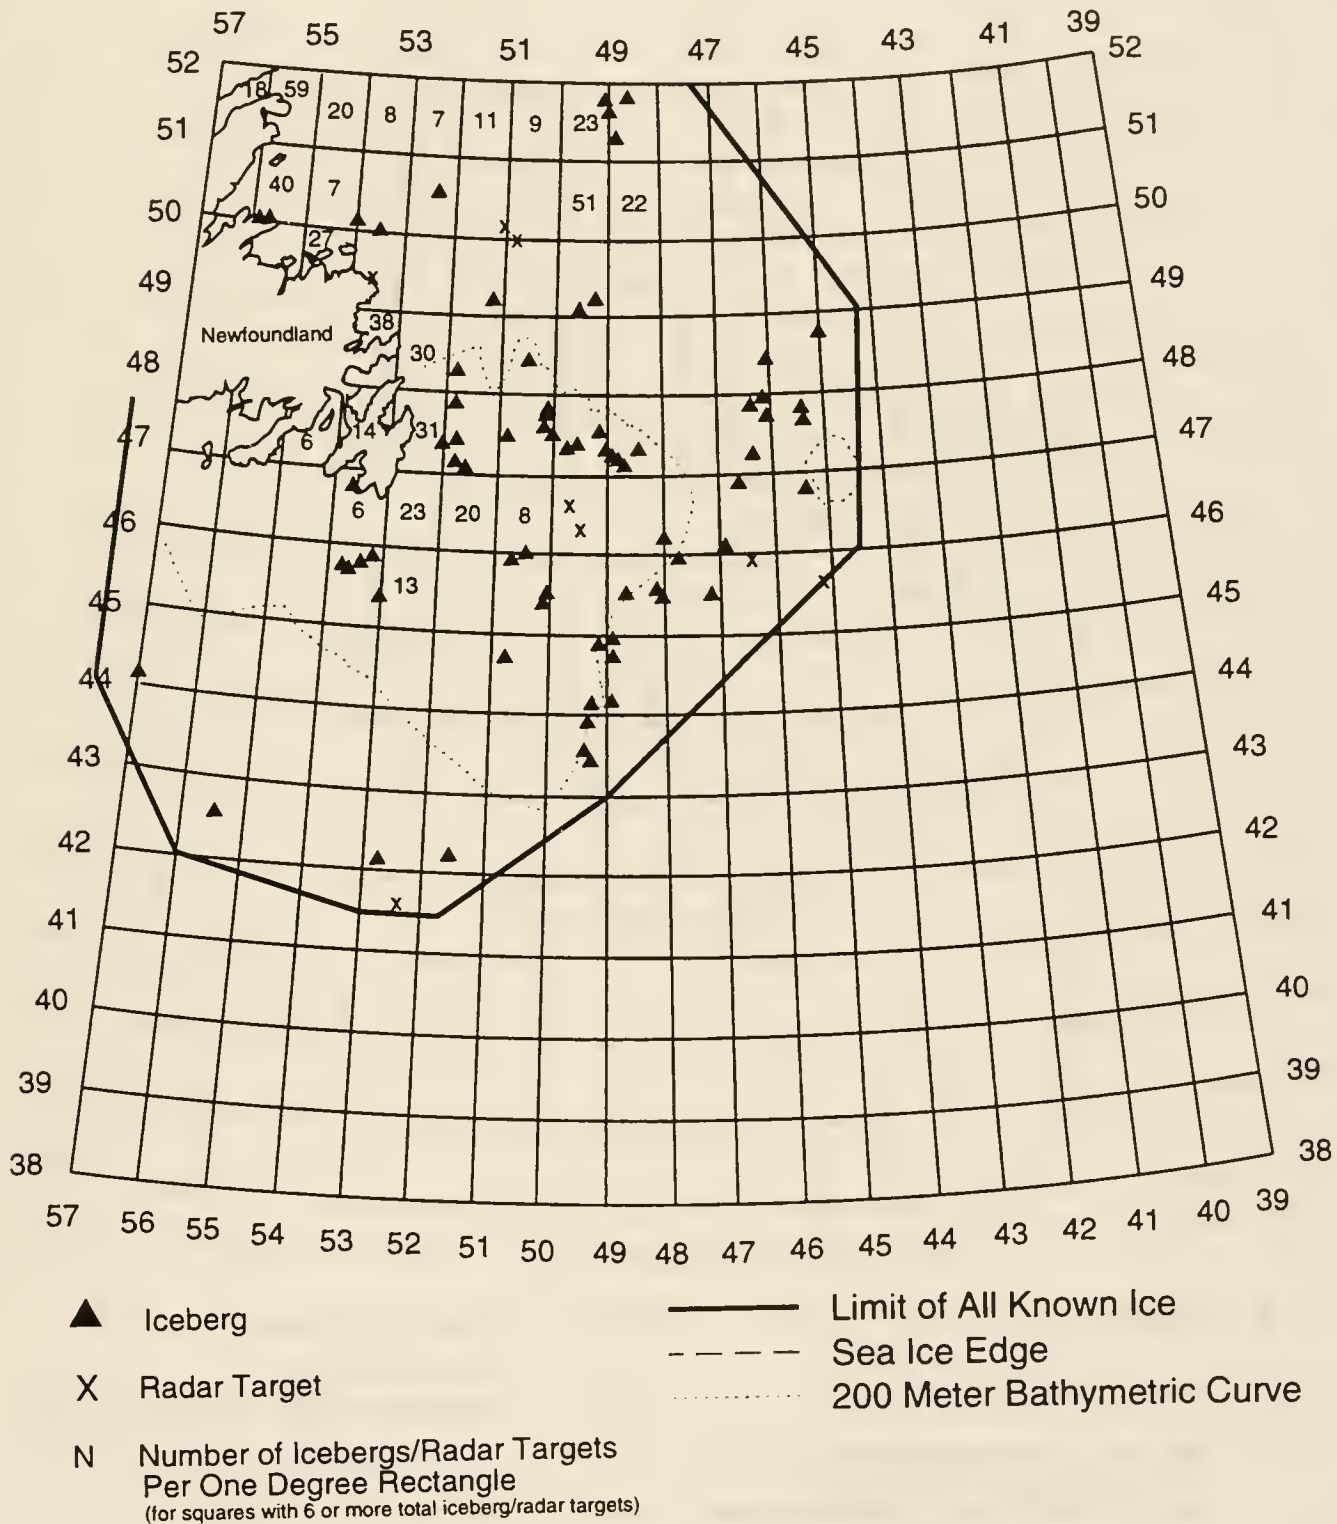 57 55 53 51 49 47 45 43 41 39
52 52
18 59 20 8 7 11 9 23
51 51
40 7 51 22
50 50
27
49 49
38
Newfoundland
30
48 48
47 6 14 31 47
6 23 20 8
46 46
13
45 45
44 44
43 43
42 42
41 41
40 40
39 39
38 38
57 56 55 54 53 52 51 50 49 48 47 46 45 44 43 42 41 40 39
Iceberg
X Radar Target
N Number of Icebergs/Radar Targets
Per One Degree Rectangle
(for squares with 6 or more total iceberg/radar targets)
Limit of All Known Ice
Sea Ice Edge
200 Meter Bathymetric Curve